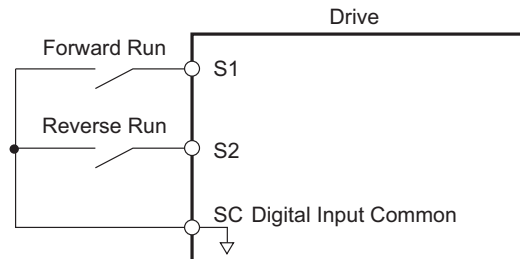 Drive
Forward Run
S1
Reverse Run
S2
SC Digital Input Common